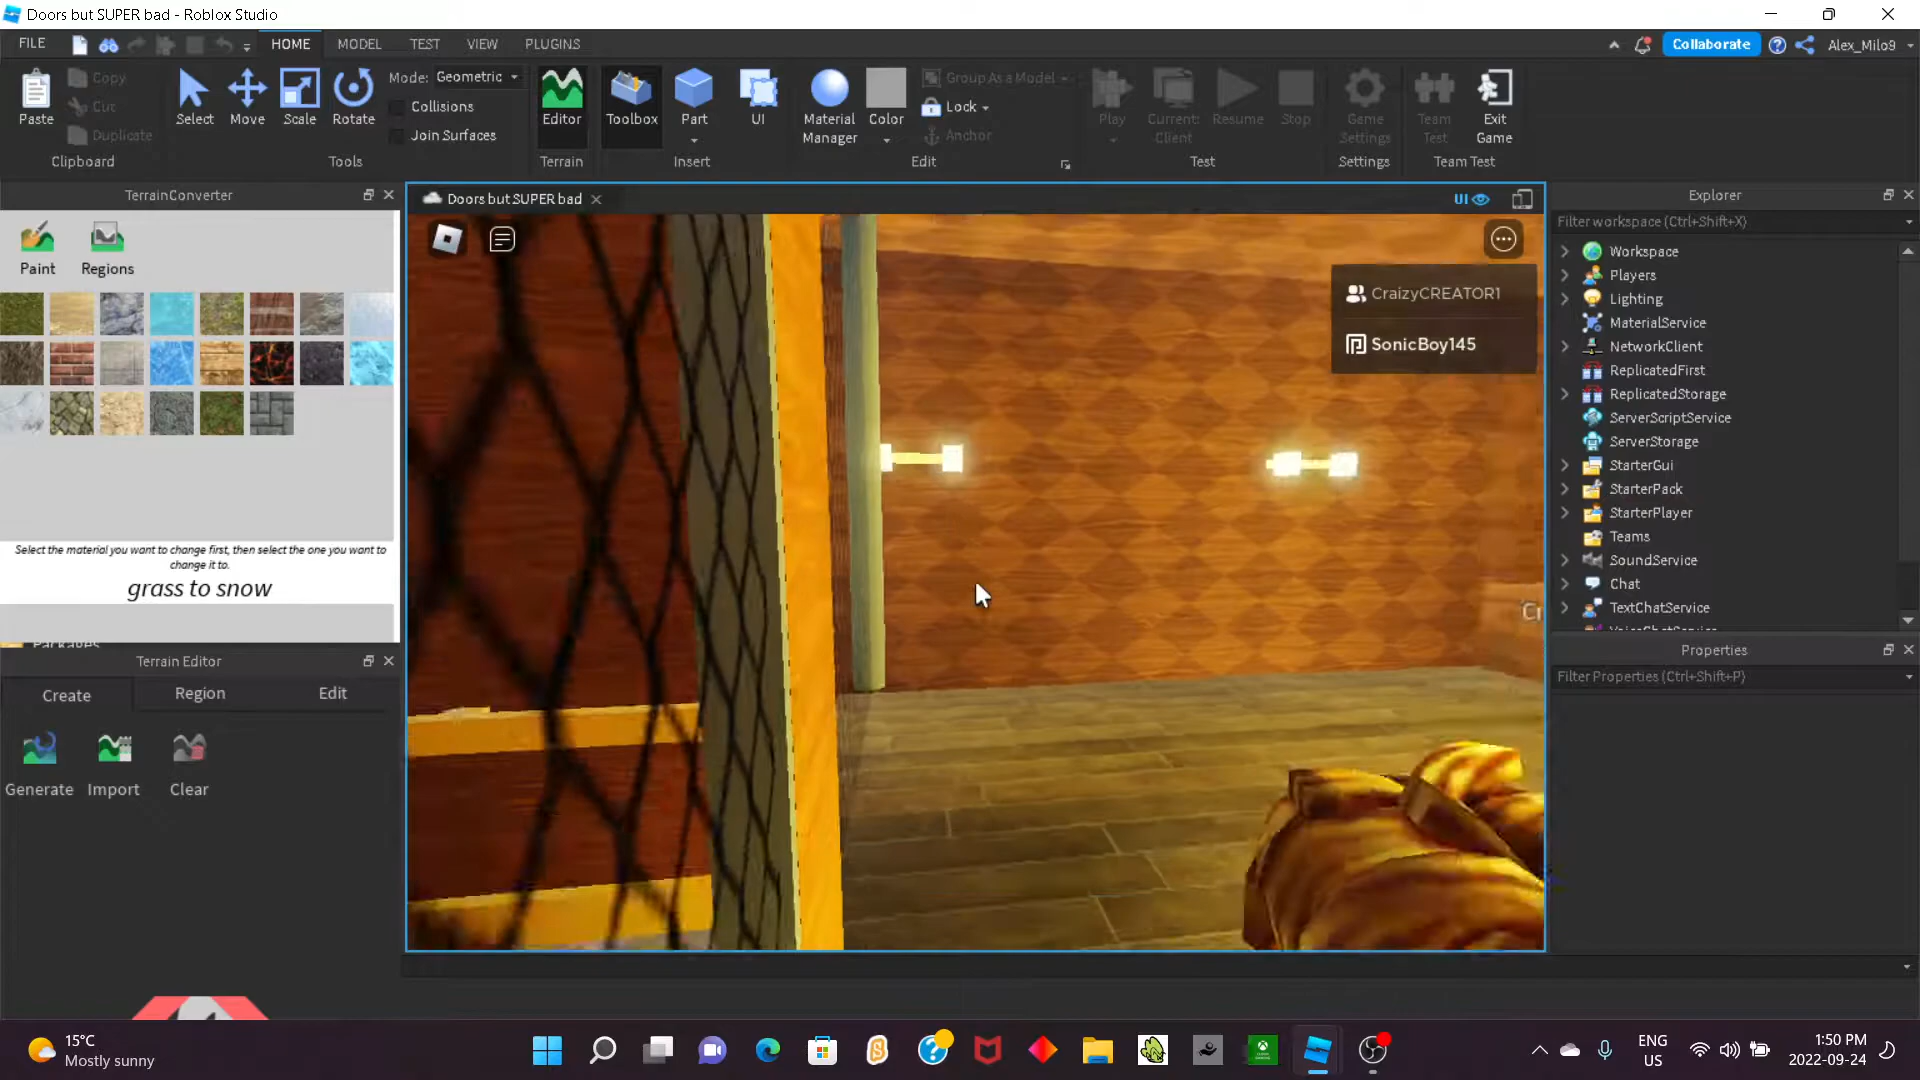 Doors but SUPER bad - Roblox Studio
FILE
HOME
MODEL
TEST
VIEW
PLUGINS
Collaborate
Alex_Milo9
Paste
Copy
Cut
Duplicate
Clipboard
Select
Move
Scale
Rotate
Mode: Geometric
Collisions
Join Surfaces
Tools
Editor
Terrain
Toolbox
Part
UI
Insert
Material Manager
Color
Group As a Model
Lock
Anchor
Edit
Play
Current: Client
Resume
Stop
Test
Game Settings
Settings
Team Test
Exit Game
Team Test
TerrainConverter
Paint
Regions
Select the material you want to change first, then select the one you want to
change it to.
grass to snow
Packages
Terrain Editor
Create
Region
Edit
Generate
Import
Clear
Doors but SUPER bad
UI
CraizyCREATOR1
SonicBoy145
Cr
Explorer
Filter workspace (Ctrl+Shift+X)
Workspace
Players
Lighting
MaterialService
NetworkClient
ReplicatedFirst
ReplicatedStorage
ServerScriptService
ServerStorage
StarterGui
StarterPack
StarterPlayer
Teams
SoundService
Chat
TextChatService
VoiceChatService
Properties
Filter Properties (Ctrl+Shift+P)
15°C
Mostly sunny
ENG
US
1:50 PM
2022-09-24